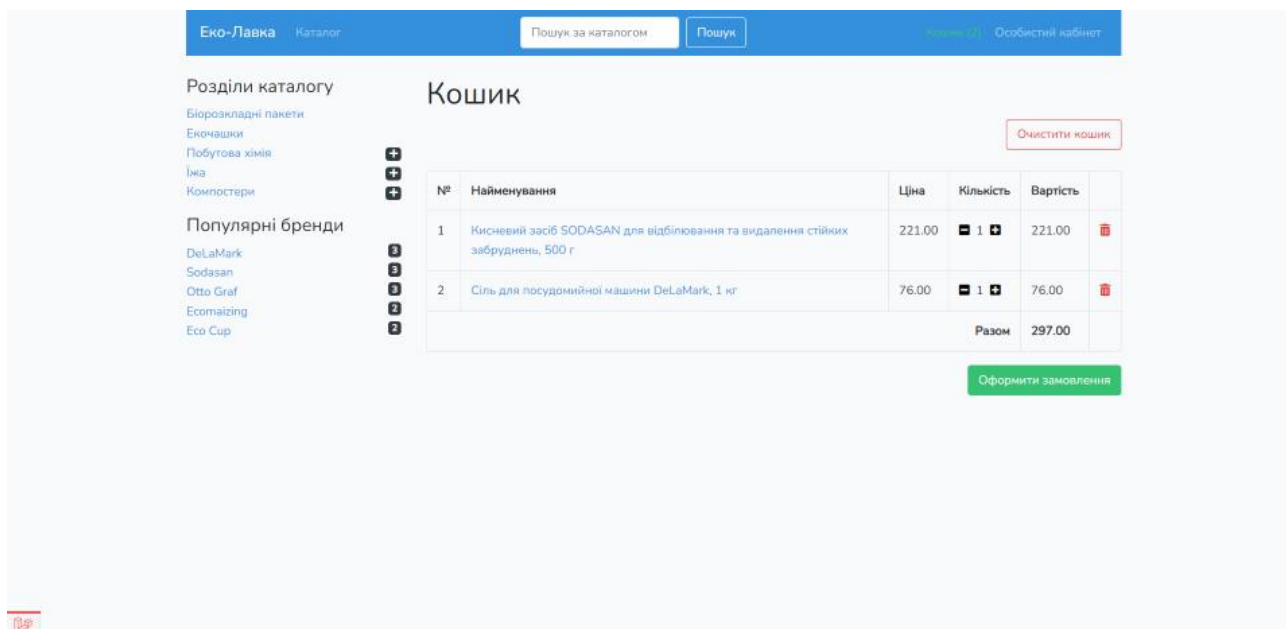 Еко-Лавка Каталог Пошук за каталогом Пошук Кошик (2) Особистий кабінет
Розділи каталогу
Біорозкладні пакети
Екочашки
Побутова хімія
Їжа
Компостери
Популярні бренди
DeLaMark 3
Sodasan 3
Otto Graf 3
Ecomaizing 2
Eco Cup 2
Кошик
Очистити кошик
№ Найменування Ціна Кількість Вартість
1 Кисневий засіб SODASAN для відбілювання та видалення стійких 221.00 1 221.00
забруднень, 500 г
2 Сіль для посудомийної машини DeLaMark, 1 кг 76.00 1 76.00
Разом 297.00
Оформити замовлення